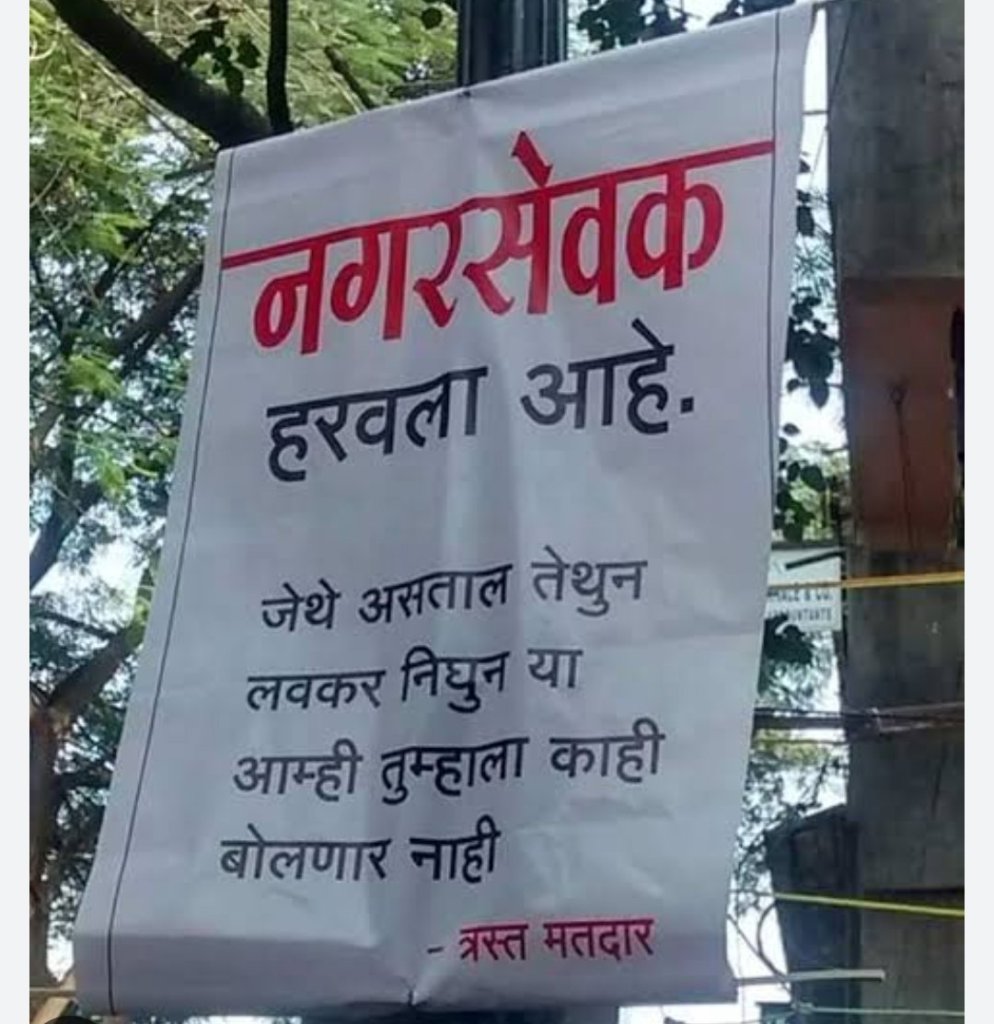 नगरसेवक
हरवला आहे.
जेथे असताल तेथुन
लवकर निघुन या
आम्ही तुम्हाला काही
बोलणार नाही
- त्रस्त मतदार